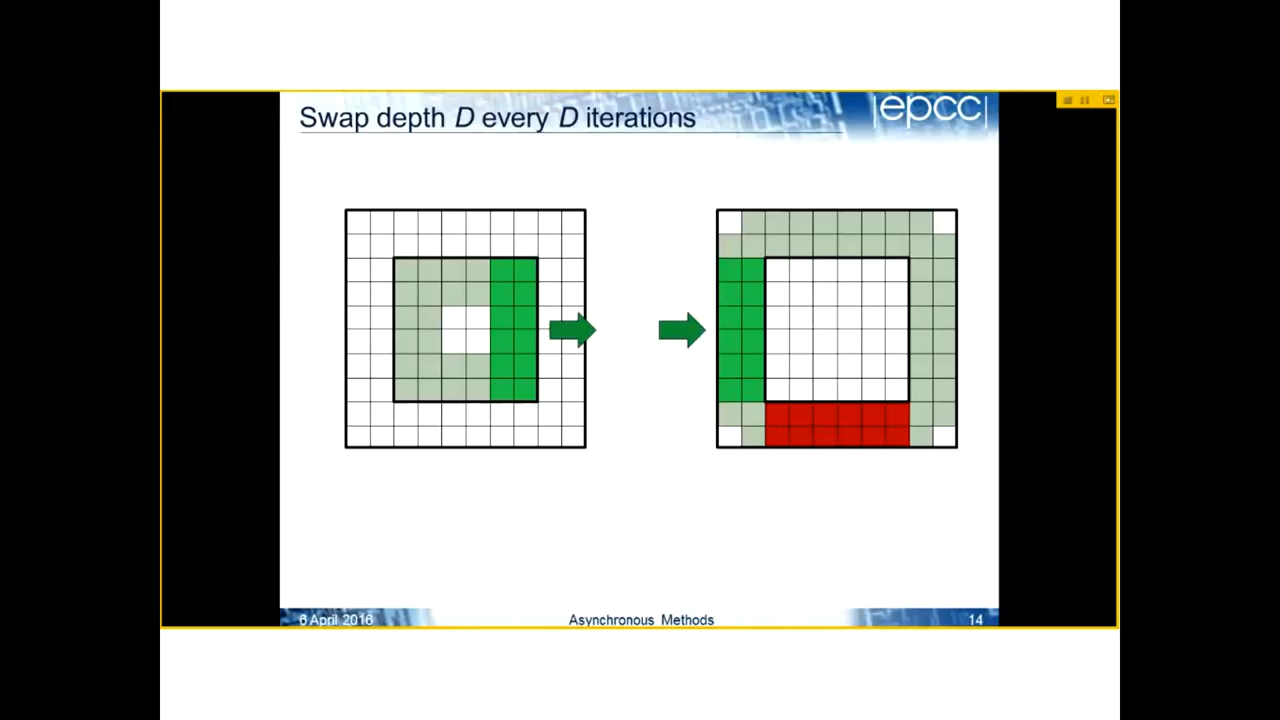 Swap depth D every D iterations
|epcc|
6 April 2016
Asynchronous Methods
14